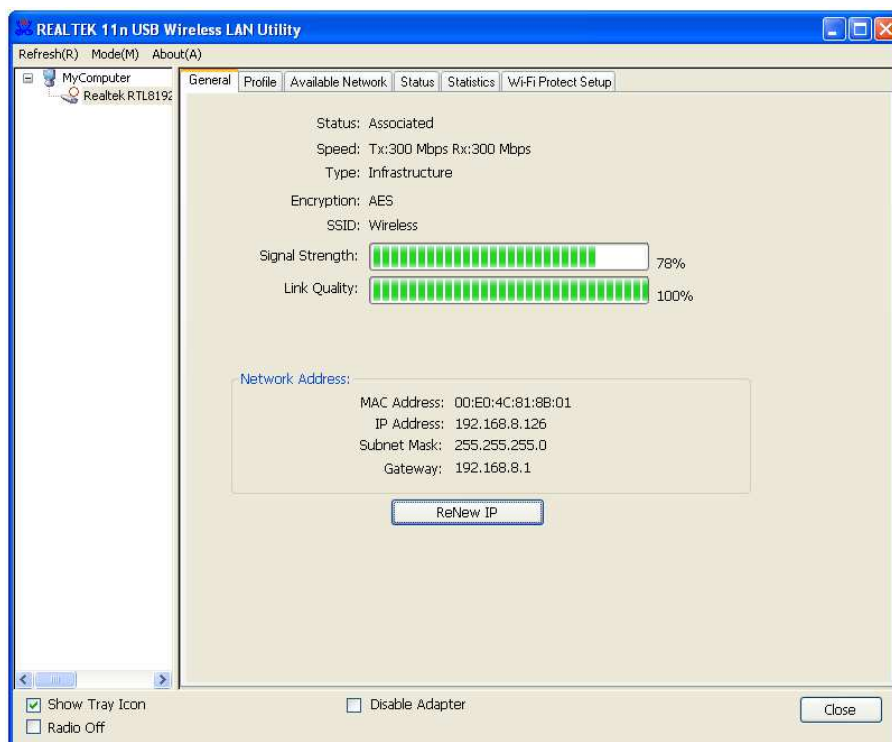 REALTEK 11n USB Wireless LAN Utility
Refresh(R) Mode(M) About(A)
MyComputer
Realtek RTL8192
General Profile Available Network Status Statistics Wi-Fi Protect Setup
Status: Associated
Speed: Tx:300 Mbps Rx:300 Mbps
Type: Infrastructure
Encryption: AES
SSID: Wireless
Signal Strength: 78%
Link Quality: 100%
Network Address:
MAC Address: 00:E0:4C:81:8B:01
IP Address: 192.168.8.126
Subnet Mask: 255.255.255.0
Gateway: 192.168.8.1
ReNew IP
Show Tray Icon
Radio Off
Disable Adapter
Close